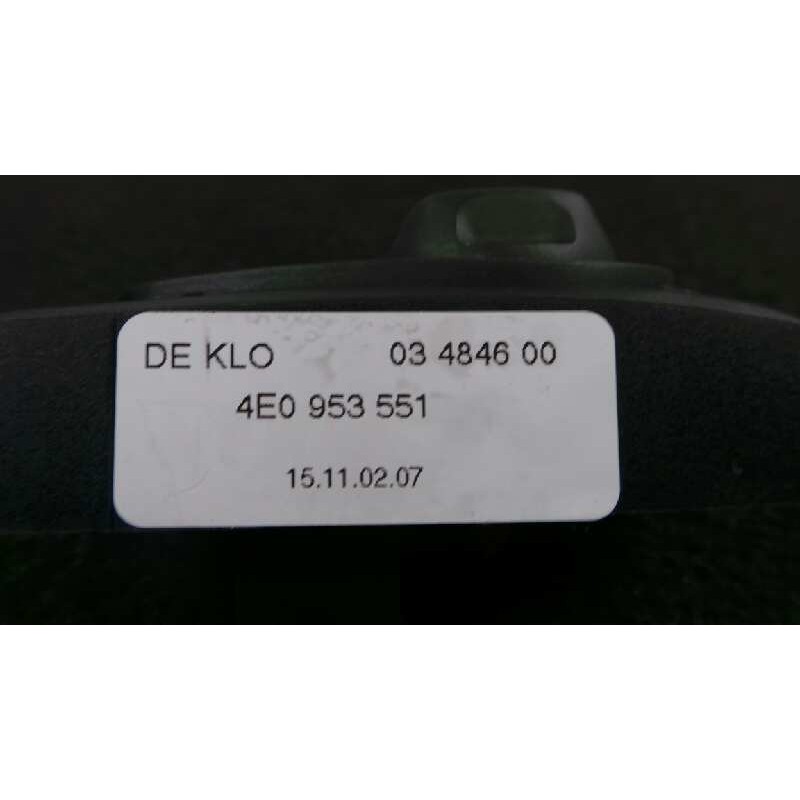 DE KLO 03 4846 00
4E0 953 551
15.11.02.07